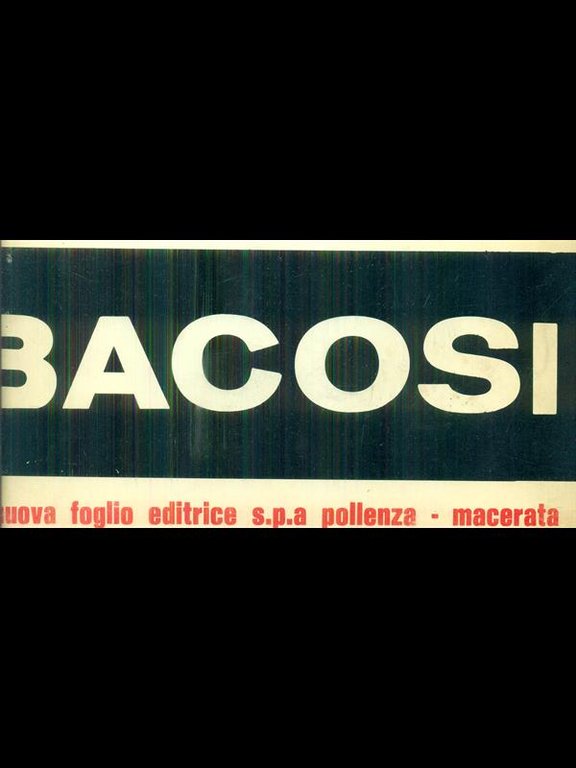 BACOSI
uova foglio editrice s.p.a pollenza - macerata